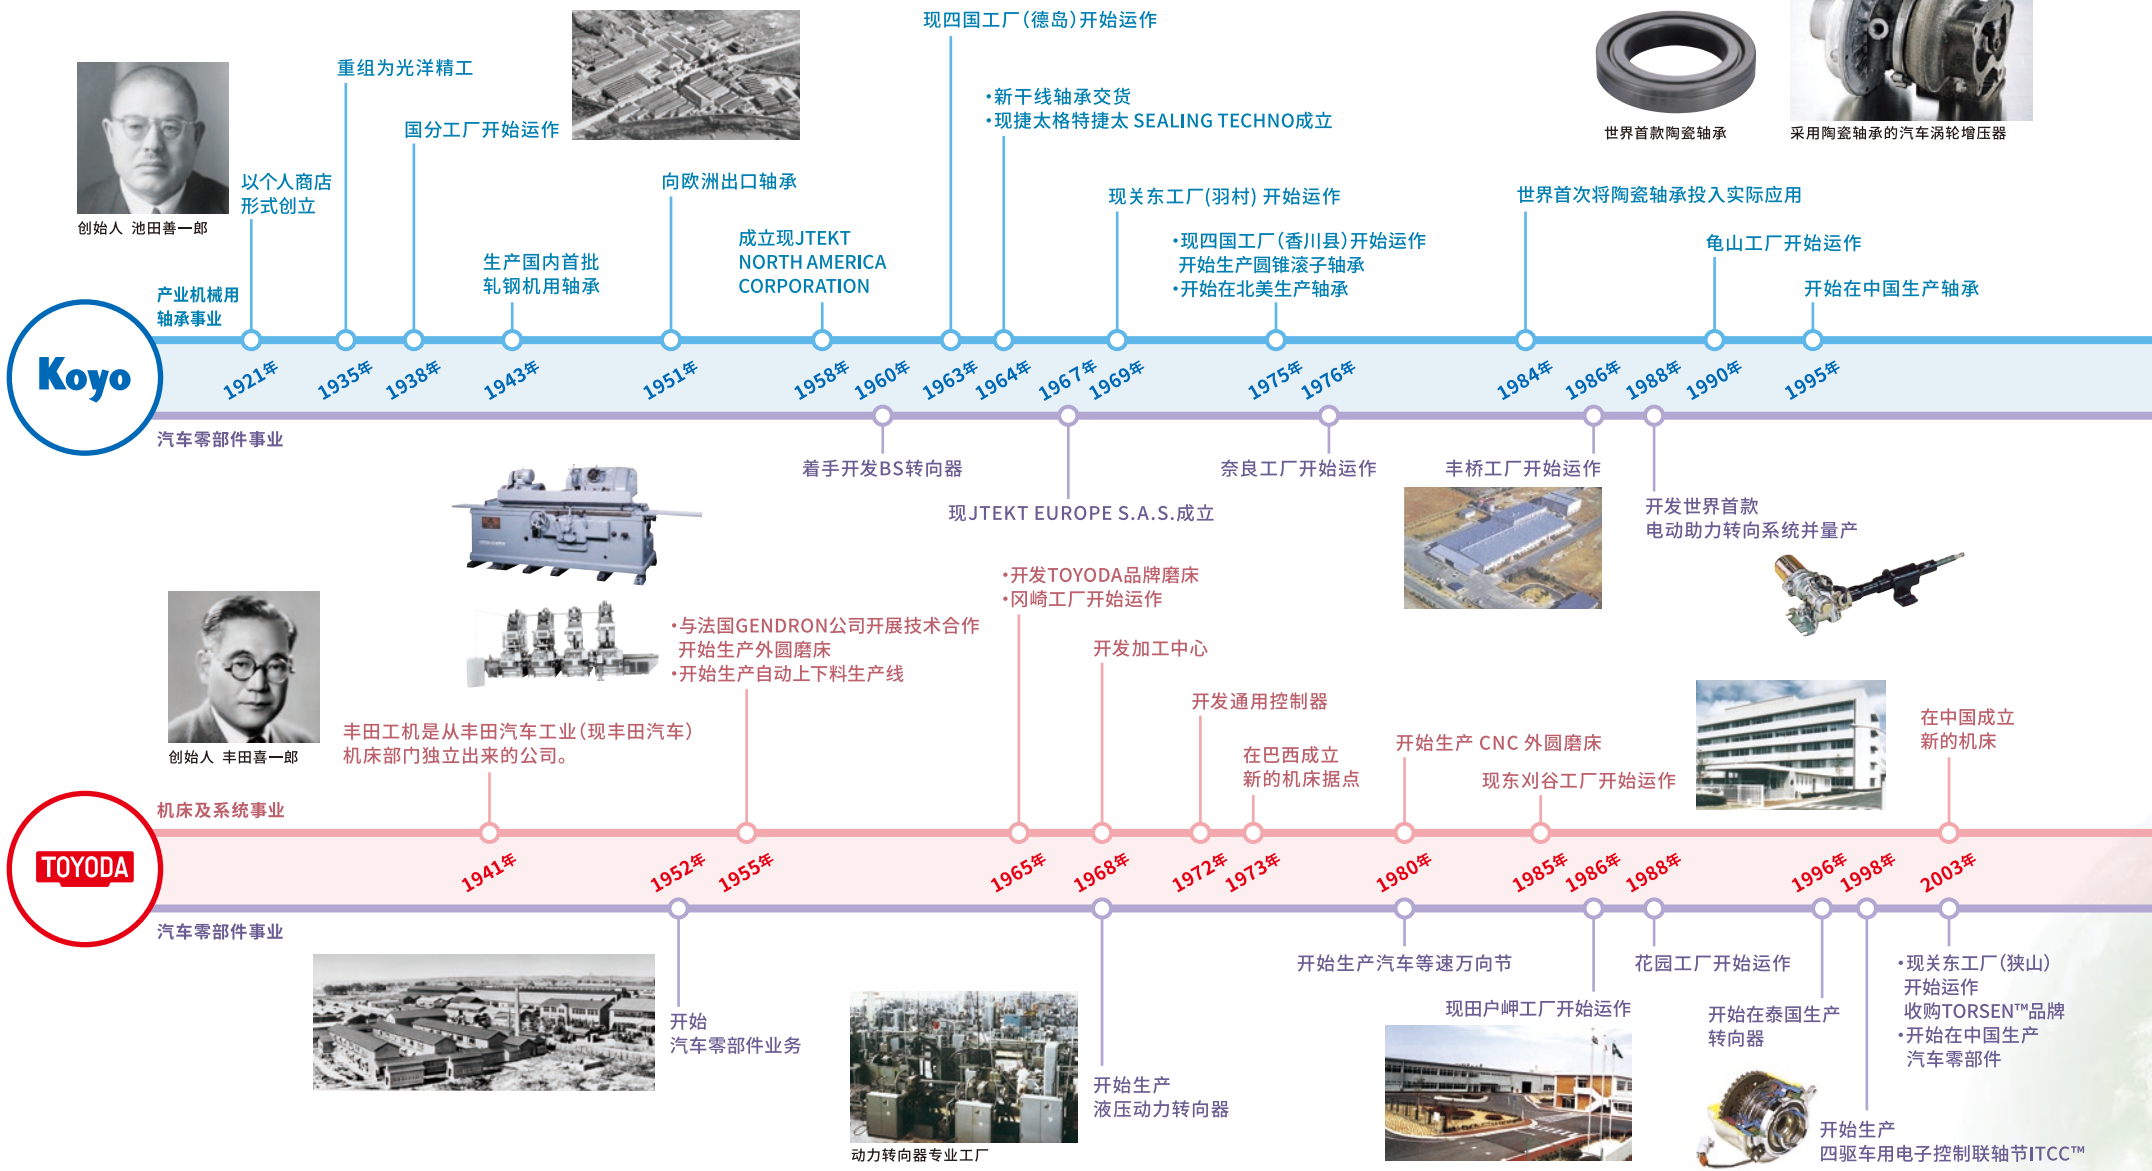 现四国工厂（德岛）开始运作
重组为光洋精工
・新干线轴承交货
・现捷太格特捷太 SEALING TECHNO成立
国分工厂开始运作
世界首款陶瓷轴承
采用陶瓷轴承的汽车涡轮增压器
以个人商店
形式创立
向欧洲出口轴承
现关东工厂(羽村) 开始运作
世界首次将陶瓷轴承投入实际应用
创始人 池田善一郎
成立现JTEKT
NORTH AMERICA
CORPORATION
・现四国工厂（香川县）开始运作
开始生产圆锥滚子轴承
・开始在北美生产轴承
龟山工厂开始运作
生产国内首批
轧钢机用轴承
开始在中国生产轴承
产业机械用
轴承事业
Koyo
1921年
1935年
1938年
1943年
1951年
1958年
1960年
1963年
1964年
1967年
1969年
1975年
1976年
1984年
1986年
1988年
1990年
1995年
汽车零部件事业
着手开发BS转向器
奈良工厂开始运作
丰桥工厂开始运作
现JTEKT EUROPE S.A.S.成立
开发世界首款
电动助力转向系统并量产
・开发TOYODA品牌磨床
・冈崎工厂开始运作
・与法国GENDRON公司开展技术合作
开始生产外圆磨床
・开始生产自动上下料生产线
开发加工中心
开发通用控制器
创始人 丰田喜一郎
丰田工机是从丰田汽车工业（现丰田汽车）
机床部门独立出来的公司。
在巴西成立
新的机床据点
开始生产 CNC 外圆磨床
现东刈谷工厂开始运作
在中国成立
新的机床
机床及系统事业
TOYODA
1941年
1952年
1955年
1965年
1968年
1972年
1973年
1980年
1985年
1986年
1988年
1996年
1998年
2003年
汽车零部件事业
开始
汽车零部件业务
开始生产
液压动力转向器
动力转向器专业工厂
开始生产汽车等速万向节
现田户岬工厂开始运作
花园工厂开始运作
开始在泰国生产
转向器
开始生产
四驱车用电子控制联轴节ITCC™
・现关东工厂（狭山）
开始运作
收购TORSEN™品牌
・开始在中国生产
汽车零部件